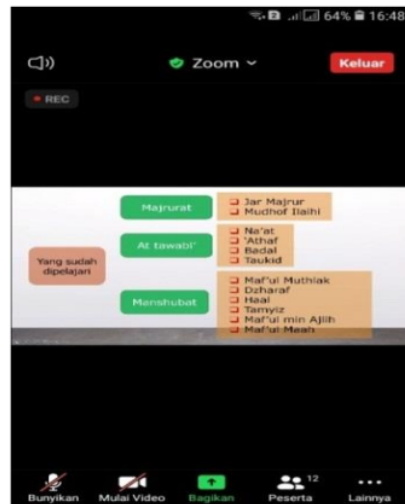 64% 16:48
Zoom
Keluar
REC
Majrurat
Jar Majrur
Mudhof Ilaihi
Yang sudah
dipelajari
At tawabi'
Na'at
'Athaf
Badal
Taukid
Manshubat
Maf'ul Muthlak
Dzharaf
Haal
Tamyiz
Maf'ul min Ajlih
Maf'ul Maah
Bunyikan
Mulai Video
Bagikan
12
Peserta
Lainnya